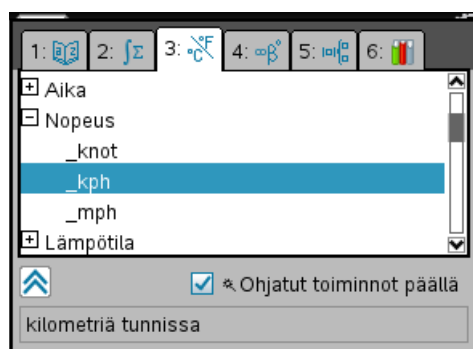 1: 2: ∫Σ 3: °C °F 4: ∞β° 5: 6:
Aika
Nopeus
_knot
_kph
_mph
Lämpötila
Ohjatut toiminnot päällä
kilometriä tunnissa